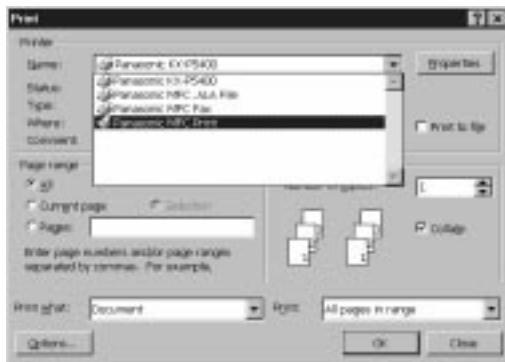 Print
Printer
Name:
Panasonic KX-P5400
Properties
Panasonic KX-P5400
Status:
Panasonic MFC .ALA File
Type:
Panasonic MFC Fax
Where:
Panasonic MFC Print
Print to file
Comment:
Page range
All
1
Current page
Selection
Pages:
Collate
Enter page numbers and/or page ranges
separated by commas. For example,
Print what:
Document
Print:
All pages in range
Options...
OK
Close